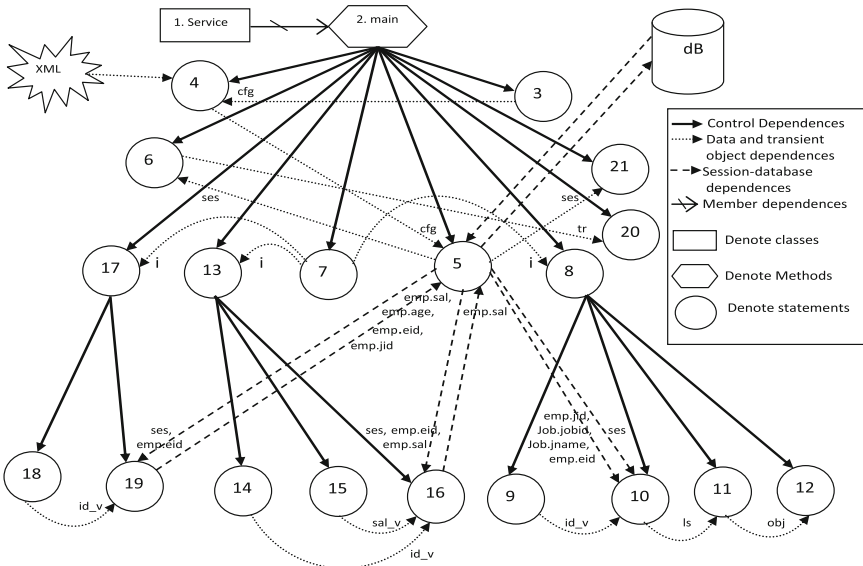 1. Service
2. main
dB
XML
4
cfg
3
Control Dependences
Data and transient
object dependences
Session-database
dependences
Member dependences
Denote classes
Denote Methods
Denote statements
6
21
ses
ses
cfg
tr
20
17
i
13
i
7
5
i
8
emp.sal,
emp.age,
emp.sal
emp.eid,
emp.jid
ses,
emp.eid
ses, emp.eid,
emp.sal
emp.jid,
Job.jobid,
Job.jname,
emp.eid
ses
18
19
14
15
16
9
10
11
12
id_v
sal_v
id_v
id_v
ls
obj